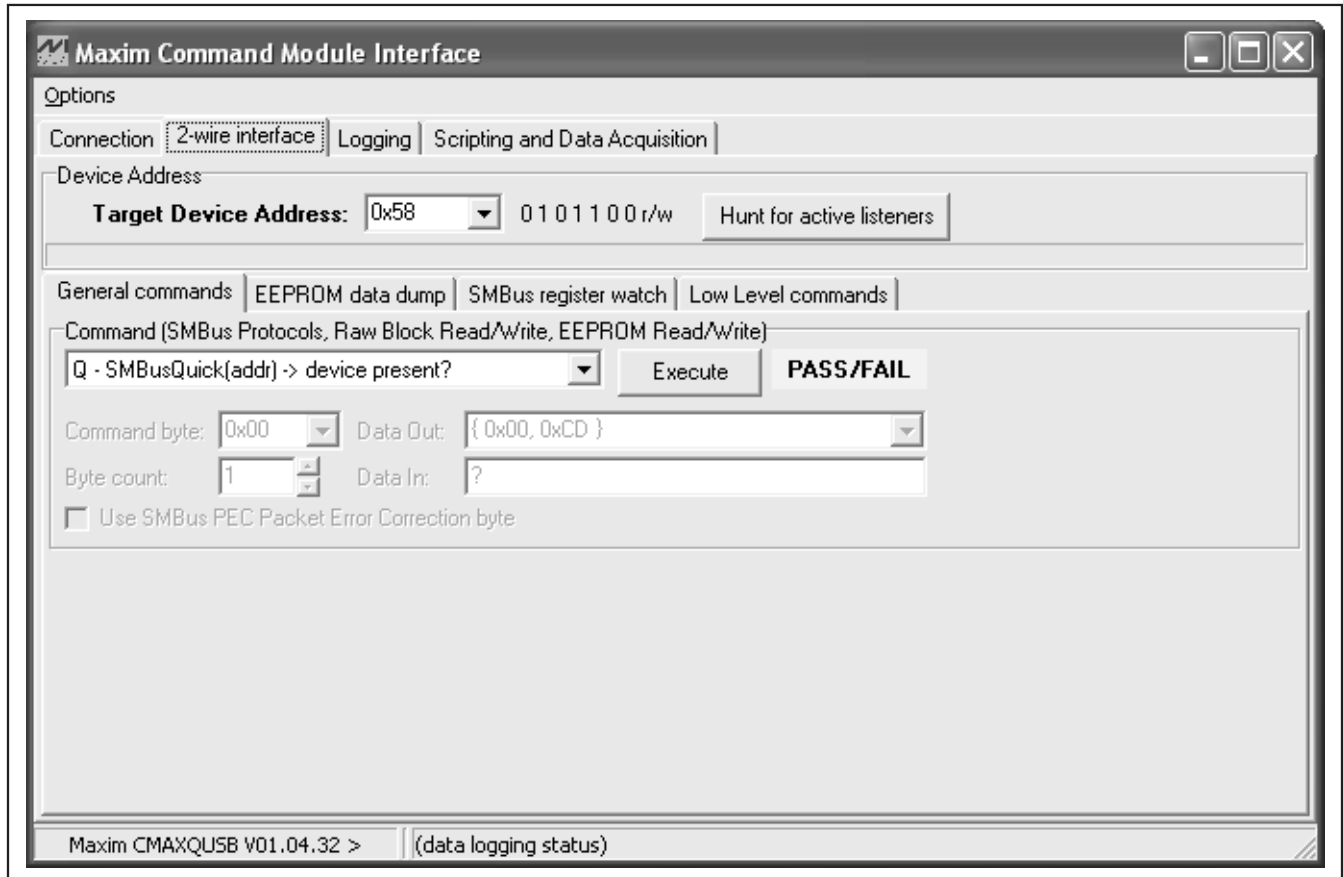 Maxim Command Module Interface
Options
Connection 2-wire interface Logging Scripting and Data Acquisition
Device Address
Target Device Address: 0x58 0 1 0 1 1 0 0 r/w Hunt for active listeners
General commands EEPROM data dump SMBus register watch Low Level commands
Command (SMBus Protocols, Raw Block Read/Write, EEPROM Read/Write)
Q - SMBusQuick(addr) -> device present? Execute PASS/FAIL
Command byte: 0x00 Data Out: { 0x00, 0xCD }
Byte count: 1 Data In: ?
Use SMBus PEC Packet Error Correction byte
Maxim CMAXQUSB V01.04.32 > (data logging status)